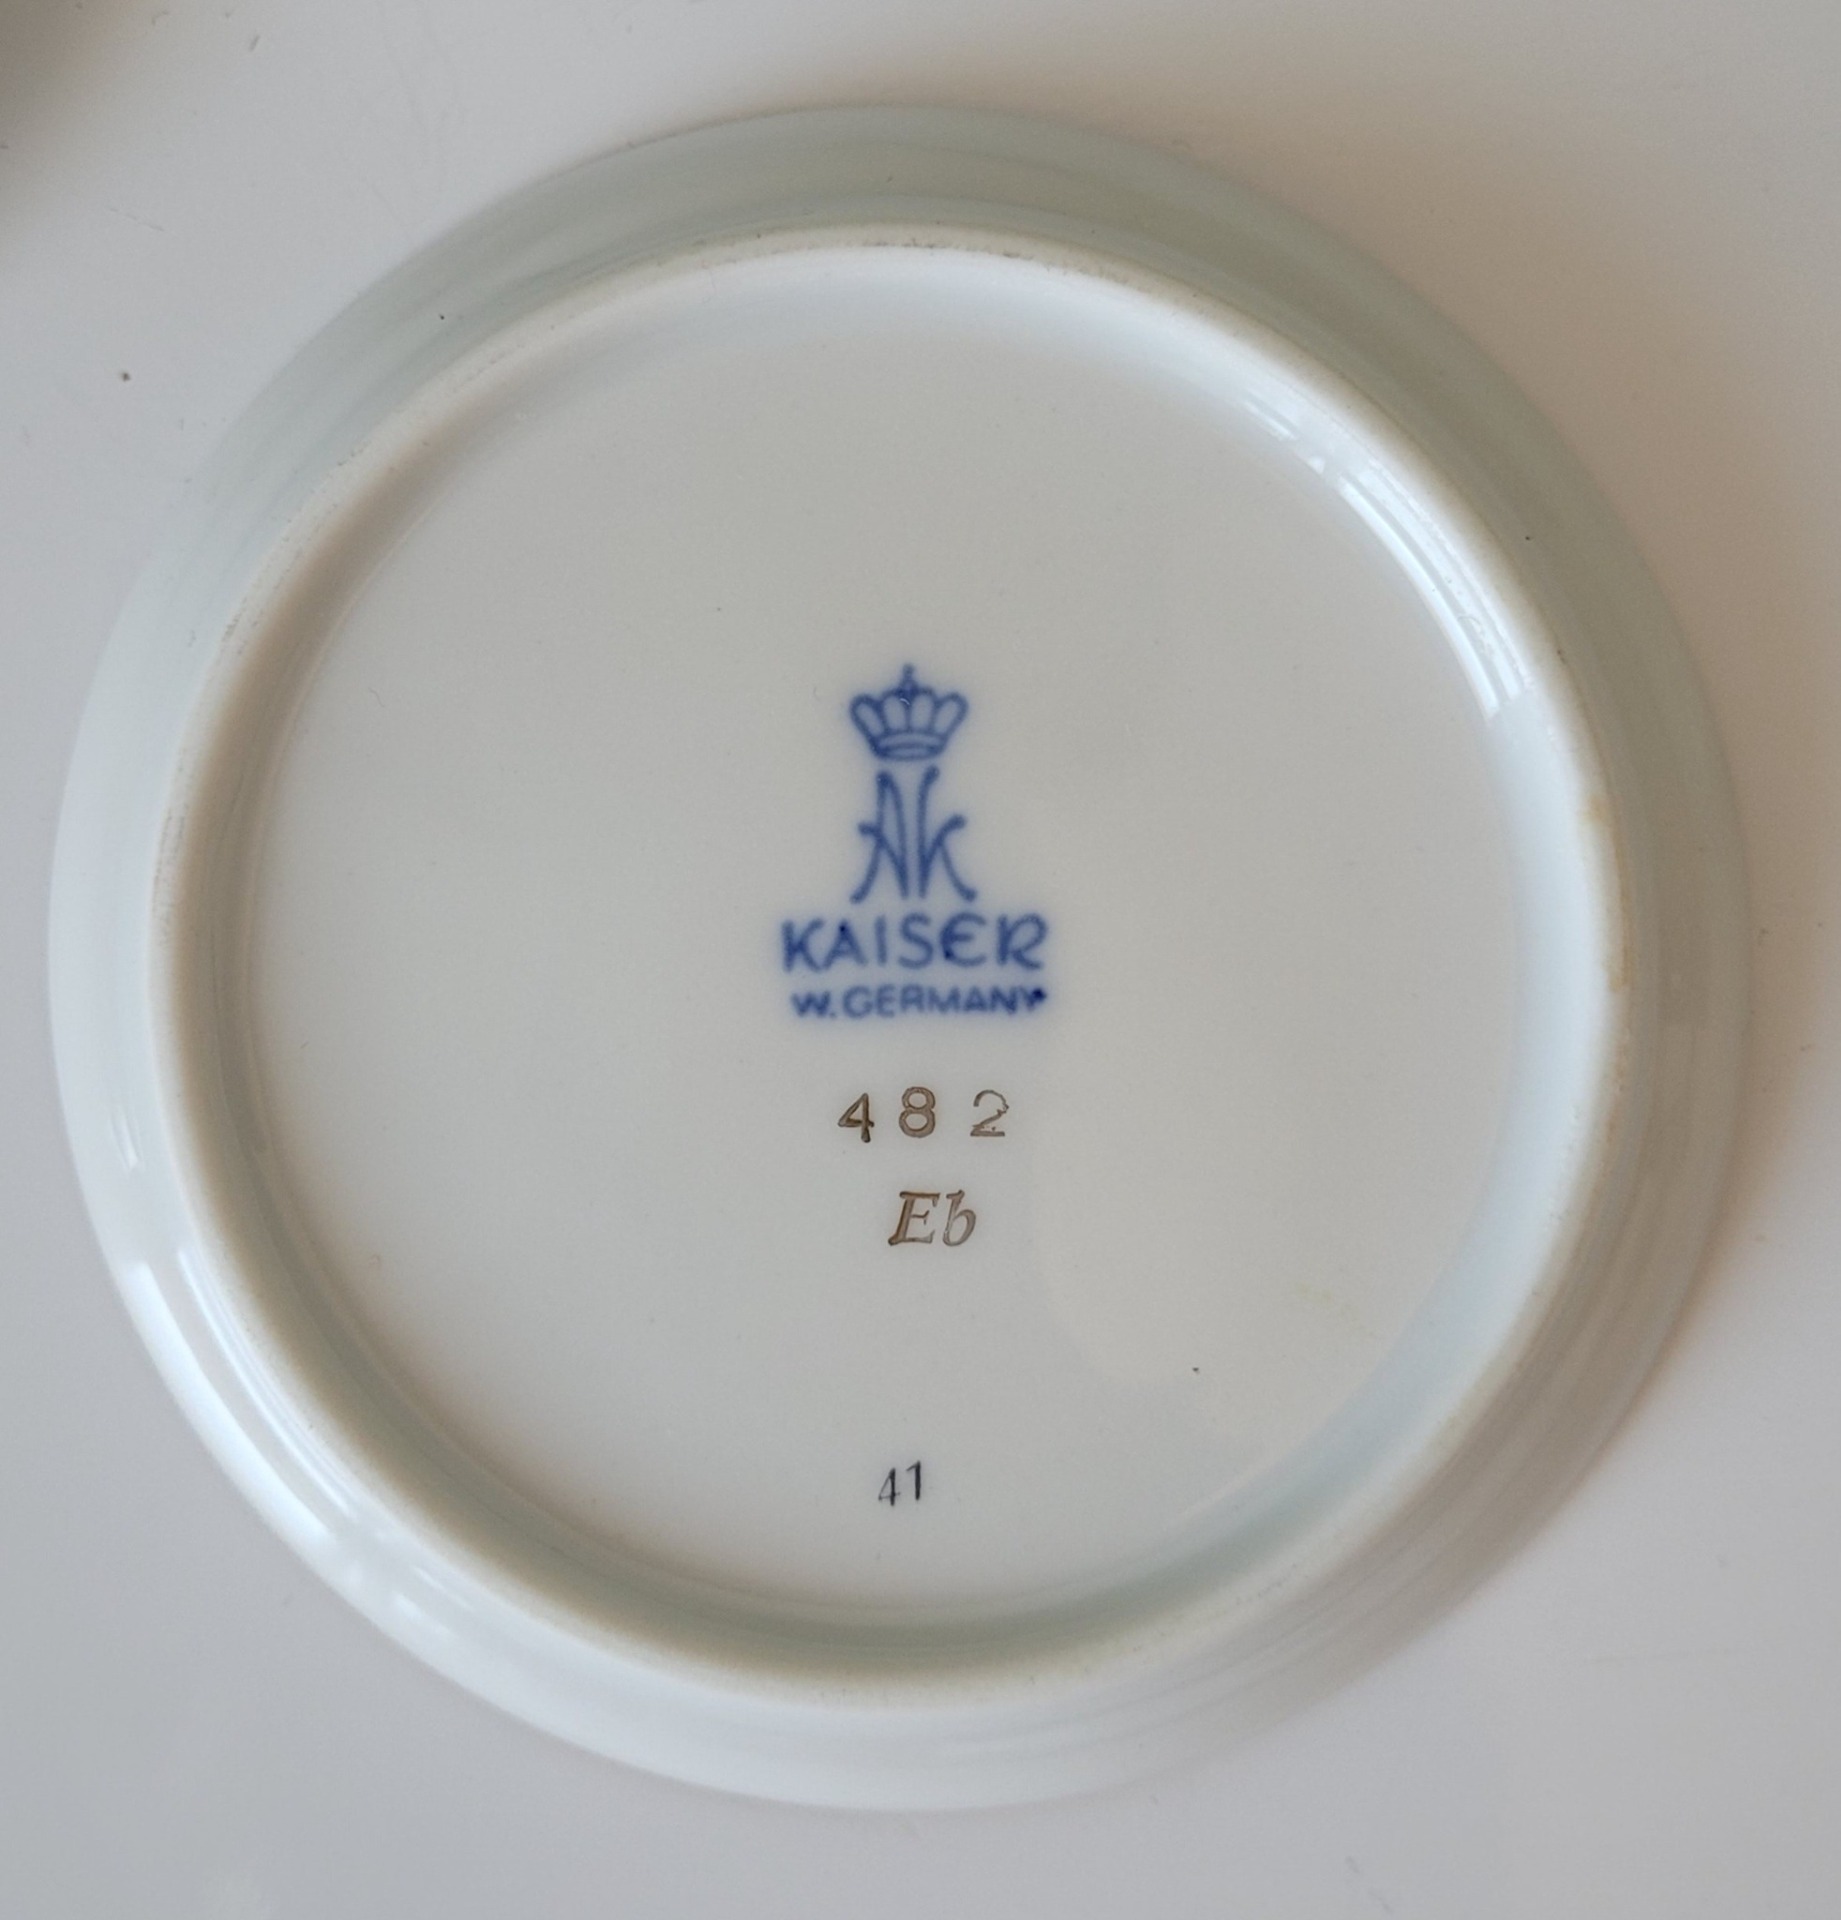 AK
KAISER
W. GERMANY
482
Eb
41